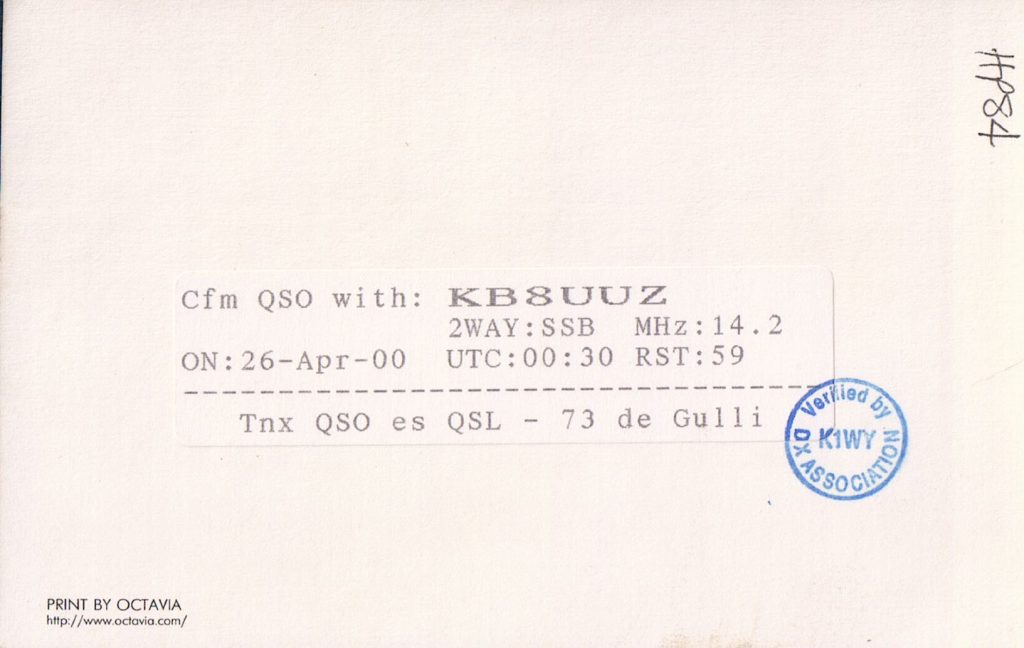 HP84
Cfm QSO with: KB8UUZ
2WAY:SSB MHz:14.2
ON:26-Apr-00 UTC:00:30 RST:59
---------------------------------
Tnx QSO es QSL - 73 de Gulli
Verified by
K1WY
DX ASSOCIATION
PRINT BY OCTAVIA
http://www.octavia.com/